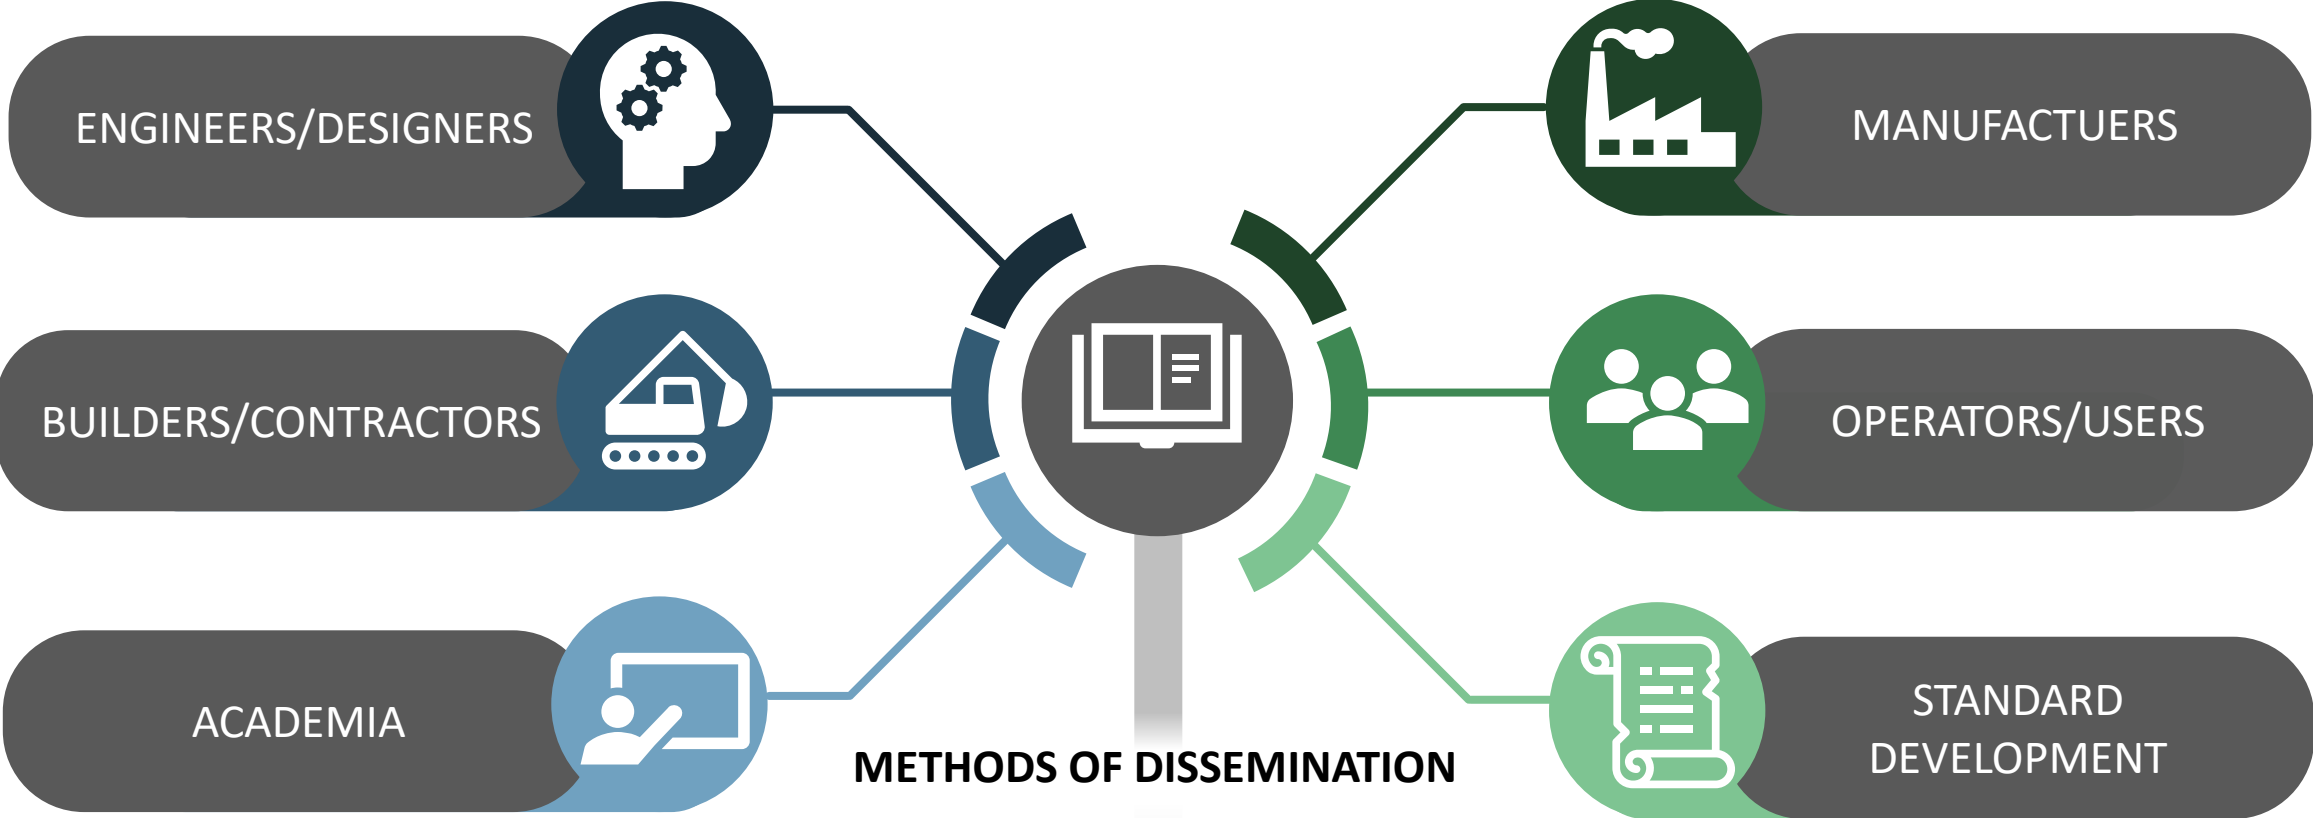 ENGINEERS/DESIGNERS
MANUFACTUERS
BUILDERS/CONTRACTORS
OPERATORS/USERS
ACADEMIA
STANDARD
DEVELOPMENT
METHODS OF DISSEMINATION